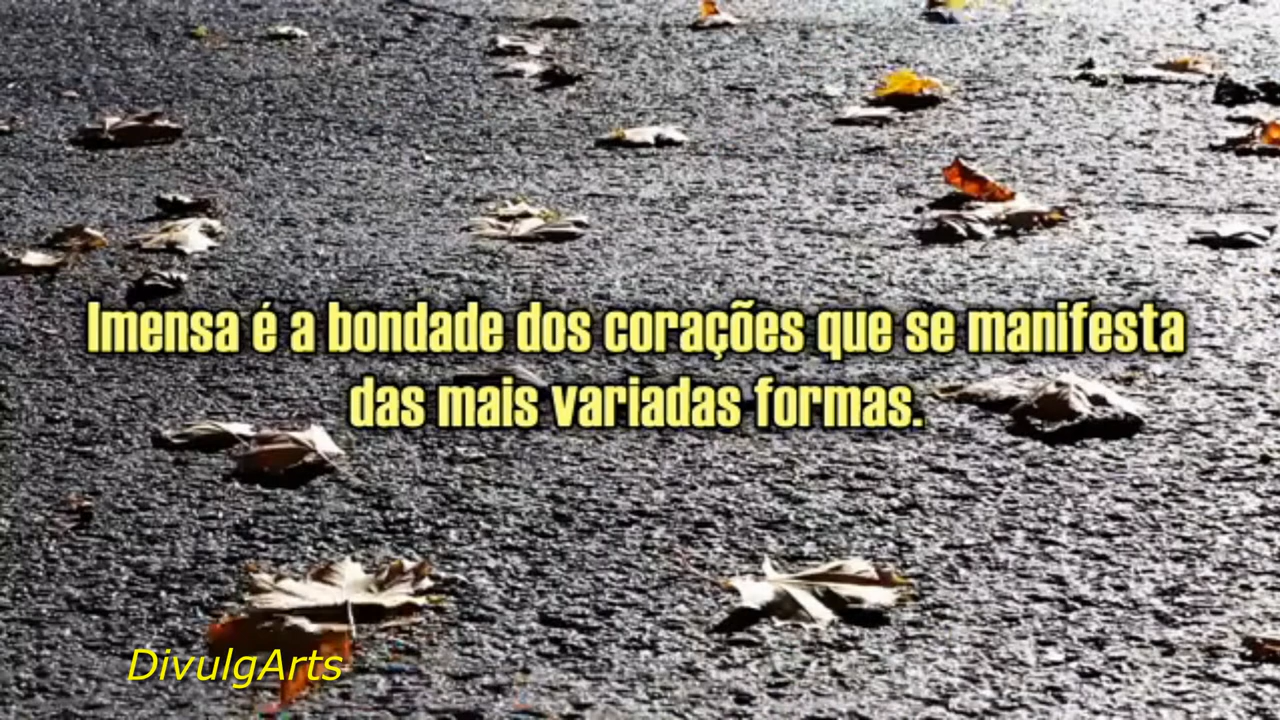 Imensa é a bondade dos corações que se manifesta
das mais variadas formas.
DivulgArts